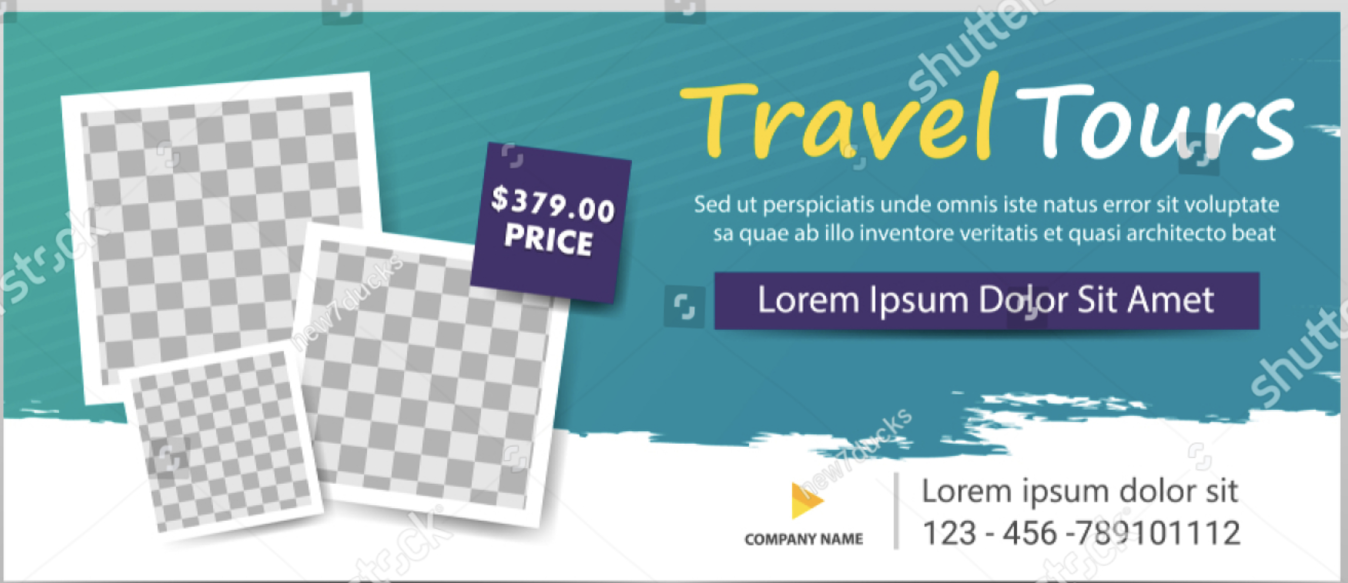 Travel Tours
$379.00
PRICE
Sed ut perspiciatis unde omnis iste natus error sit voluptate
sa quae ab illo inventore veritatis et quasi architecto beat
Lorem Ipsum Dolor Sit Amet
COMPANY NAME
Lorem ipsum dolor sit
123 - 456 -789101112
new7ducks
new7ducks